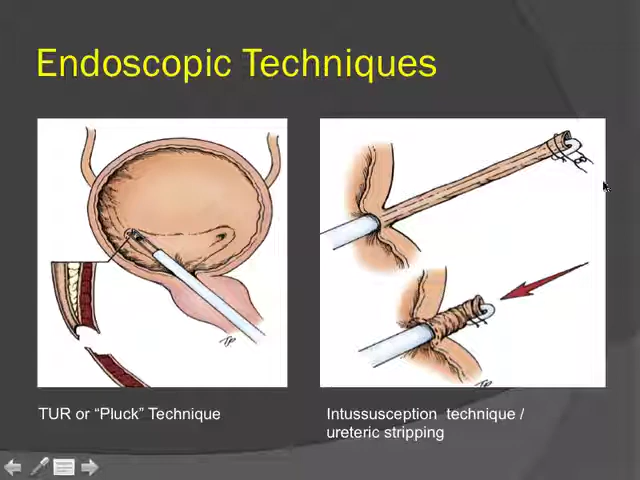 Endoscopic Techniques
TUR or “Pluck” Technique
Intussusception technique /
ureteric stripping